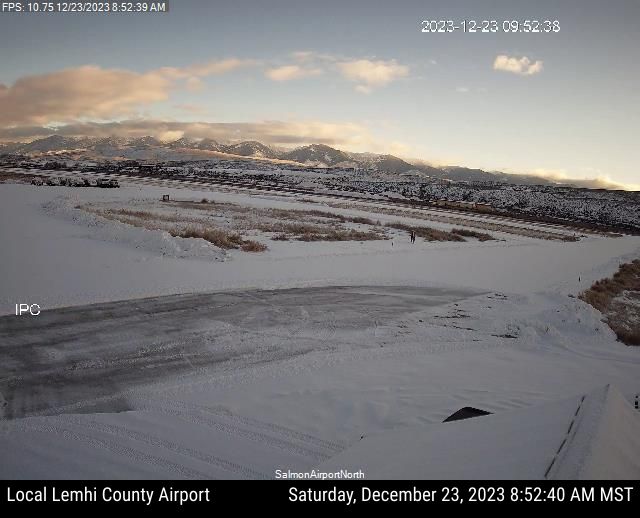 FPS: 10.75 12/23/2023 8:52:39 AM
2023-12-23 09:52:38
IPC
SalmonAirportNorth
Local Lemhi County Airport
Saturday, December 23, 2023 8:52:40 AM MST